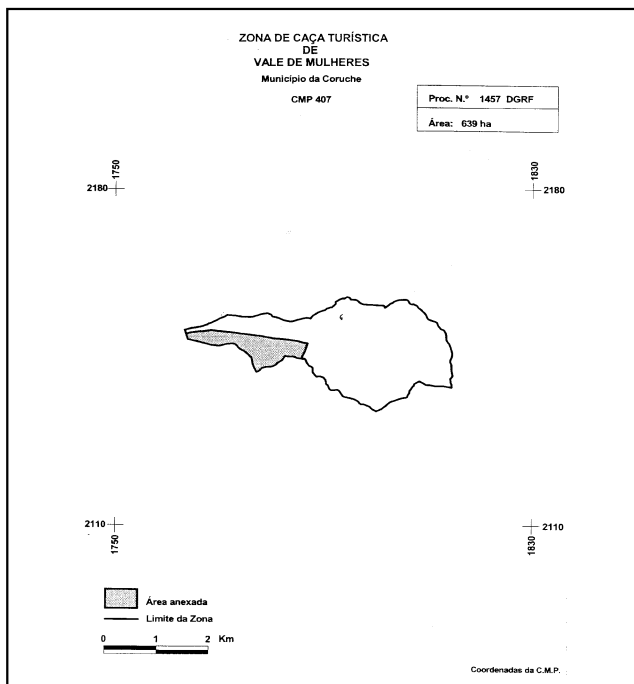 ZONA DE CAÇA TURÍSTICA
DE
VALE DE MULHERES
Município da Coruche
CMP 407
Proc. N.º 1457 DGRF
Área: 639 ha
1750
1830
2180
2180
2110
2110
1750
1830
Área anexada
Limite da Zona
0 1 2 Km
Coordenadas da C.M.P.